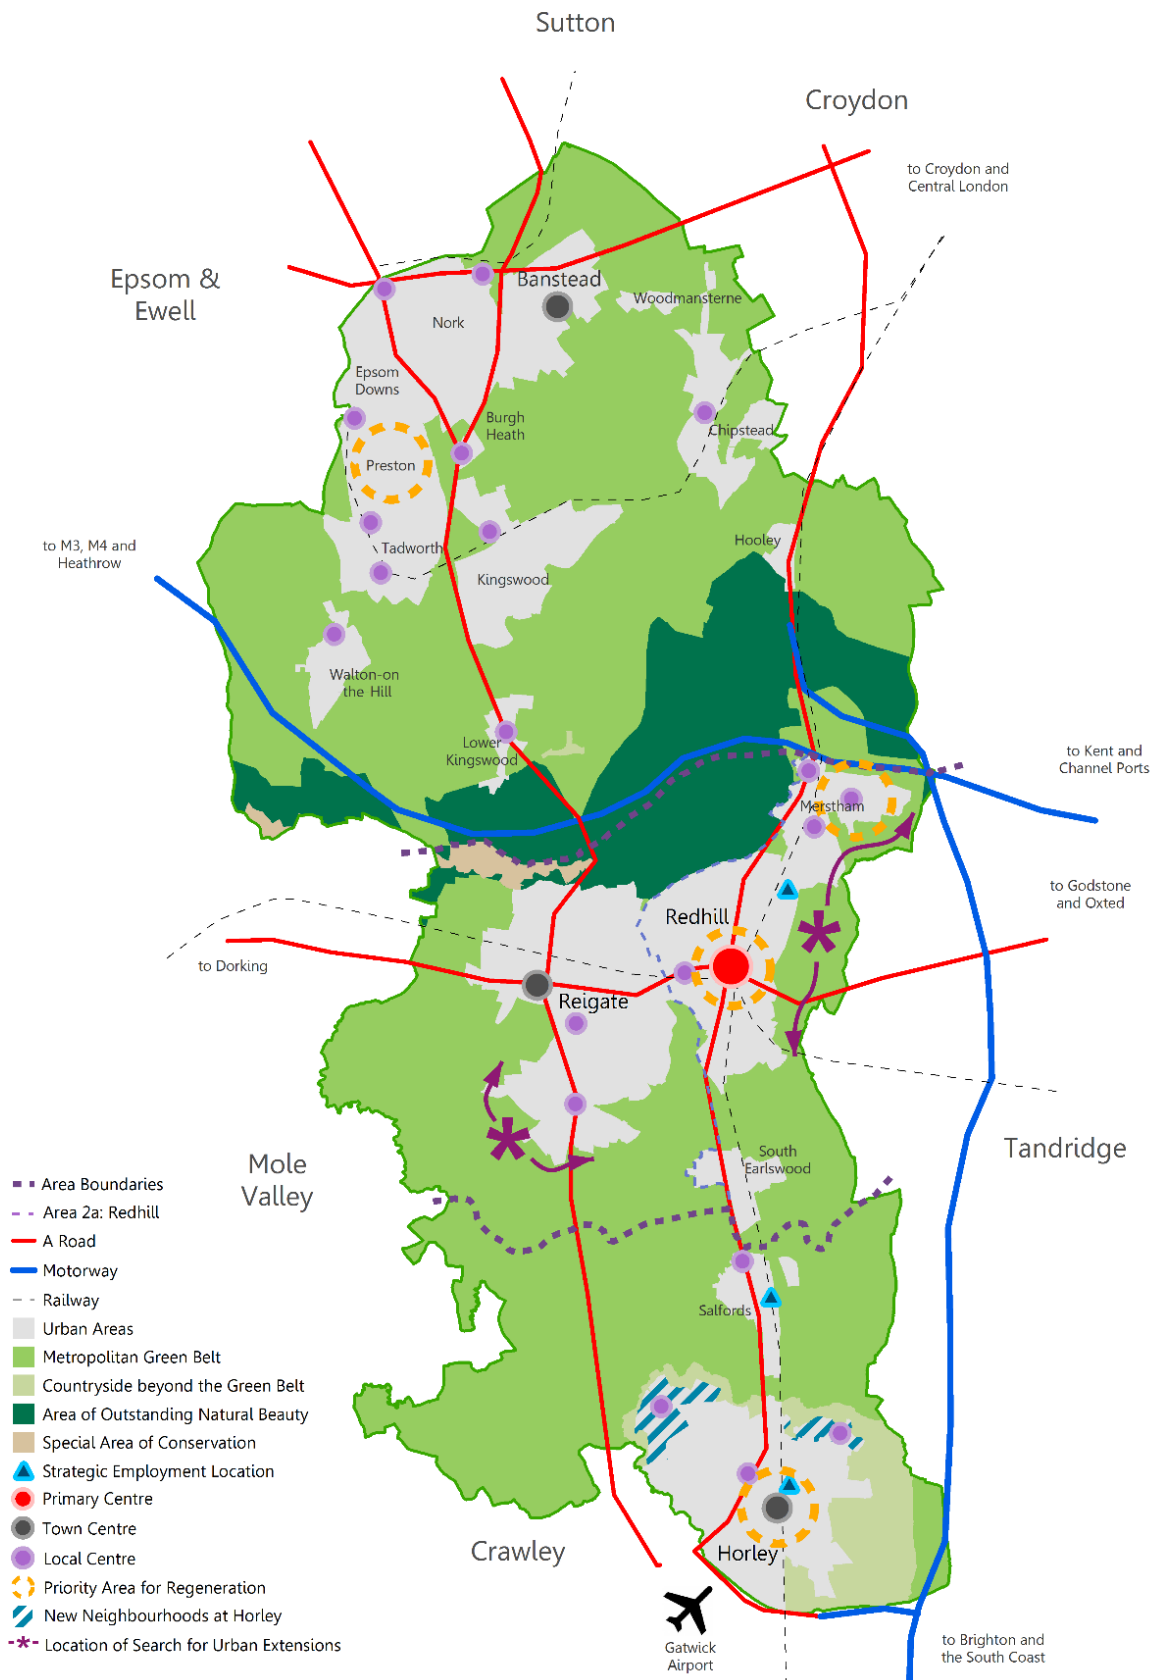 Sutton
Croydon
to Croydon and
Central London
Epsom &
Ewell
Banstead
Woodmansterne
Nork
Epsom
Downs
Burgh
Heath
Chipstead
Preston
to M3, M4 and
Heathrow
Hooley
Tadworth
Kingswood
Walton-on
the Hill
Lower
Kingswood
to Kent and
Channel Ports
Merstham
to Godstone
and Oxted
Redhill
to Dorking
Reigate
Mole
Valley
South
Earlswood
Tandridge
Salfords
Horley
Crawley
Gatwick
Airport
to Brighton and
the South Coast
Area Boundaries
Area 2a: Redhill
A Road
Motorway
Railway
Urban Areas
Metropolitan Green Belt
Countryside beyond the Green Belt
Area of Outstanding Natural Beauty
Special Area of Conservation
Strategic Employment Location
Primary Centre
Town Centre
Local Centre
Priority Area for Regeneration
New Neighbourhoods at Horley
Location of Search for Urban Extensions